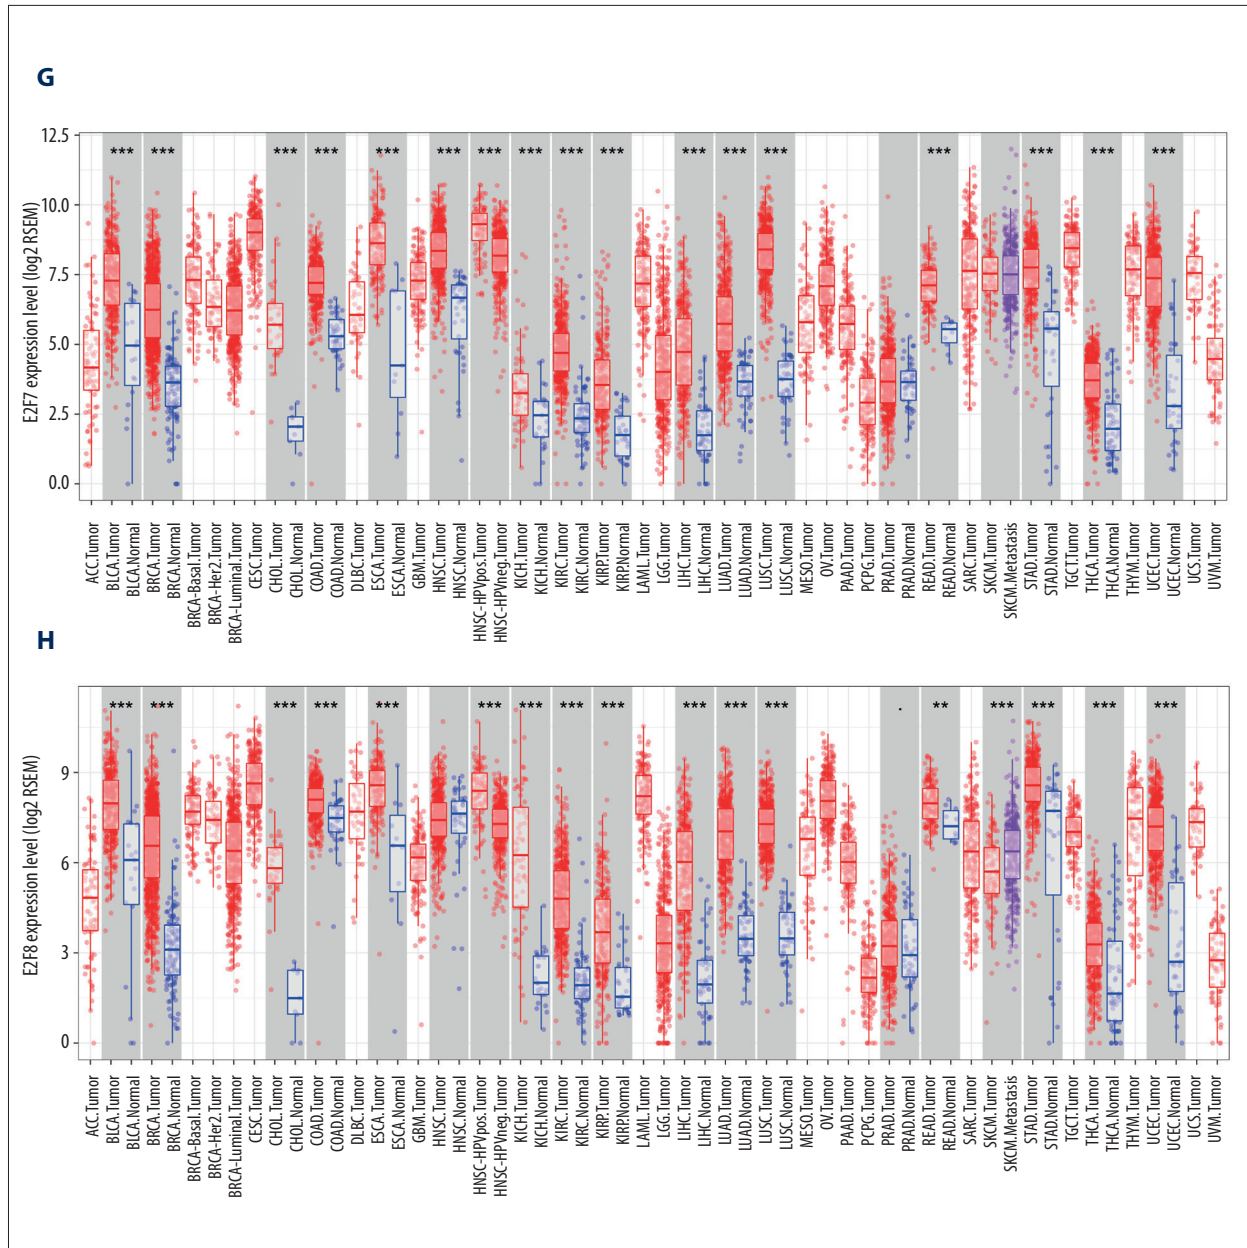 G
*** *** *** *** *** *** *** *** *** *** *** *** *** *** *** *** ***
12.5
10.0
7.5
5.0
2.5
0.0
E2F7 expression level (log2 RSEM)
ACC.Tumor
BLCA.Tumor
BLCA.Normal
BRCA.Tumor
BRCA.Normal
BRCA-Basal.Tumor
BRCA-Her2.Tumor
BRCA-Luminal.Tumor
CESC.Tumor
CHOL.Tumor
CHOL.Normal
COAD.Tumor
COAD.Normal
DLBC.Tumor
ESCA.Tumor
ESCA.Normal
GBM.Tumor
HNSC.Tumor
HNSC.Normal
HNSC-HPVpos.Tumor
HNSC-HPVneg.Tumor
KICH.Tumor
KICH.Normal
KIRC.Tumor
KIRC.Normal
KIRP.Tumor
KIRP.Normal
LAML.Tumor
LGG.Tumor
LIHC.Tumor
LIHC.Normal
LUAD.Tumor
LUAD.Normal
LUSC.Tumor
LUSC.Normal
MESO.Tumor
OV.Tumor
PAAD.Tumor
PCPG.Tumor
PRAD.Tumor
PRAD.Normal
READ.Tumor
READ.Normal
SARC.Tumor
SKCM.Tumor
SKCM.Metastasis
STAD.Tumor
STAD.Normal
TGCT.Tumor
THCA.Tumor
THCA.Normal
THYM.Tumor
UCEC.Tumor
UCEC.Normal
UCS.Tumor
UVM.Tumor
H
*** *** *** *** *** *** *** *** *** *** *** *** . ** *** *** *** ***
9
6
3
0
E2F8 expression level (log2 RSEM)
ACC.Tumor
BLCA.Tumor
BLCA.Normal
BRCA.Tumor
BRCA.Normal
BRCA-Basal.Tumor
BRCA-Her2.Tumor
BRCA-Luminal.Tumor
CESC.Tumor
CHOL.Tumor
CHOL.Normal
COAD.Tumor
COAD.Normal
DLBC.Tumor
ESCA.Tumor
ESCA.Normal
GBM.Tumor
HNSC.Tumor
HNSC.Normal
HNSC-HPVpos.Tumor
HNSC-HPVneg.Tumor
KICH.Tumor
KICH.Normal
KIRC.Tumor
KIRC.Normal
KIRP.Tumor
KIRP.Normal
LAML.Tumor
LGG.Tumor
LIHC.Tumor
LIHC.Normal
LUAD.Tumor
LUAD.Normal
LUSC.Tumor
LUSC.Normal
MESO.Tumor
OV.Tumor
PAAD.Tumor
PCPG.Tumor
PRAD.Tumor
PRAD.Normal
READ.Tumor
READ.Normal
SARC.Tumor
SKCM.Tumor
SKCM.Metastasis
STAD.Tumor
STAD.Normal
TGCT.Tumor
THCA.Tumor
THCA.Normal
THYM.Tumor
UCEC.Tumor
UCEC.Normal
UCS.Tumor
UVM.Tumor